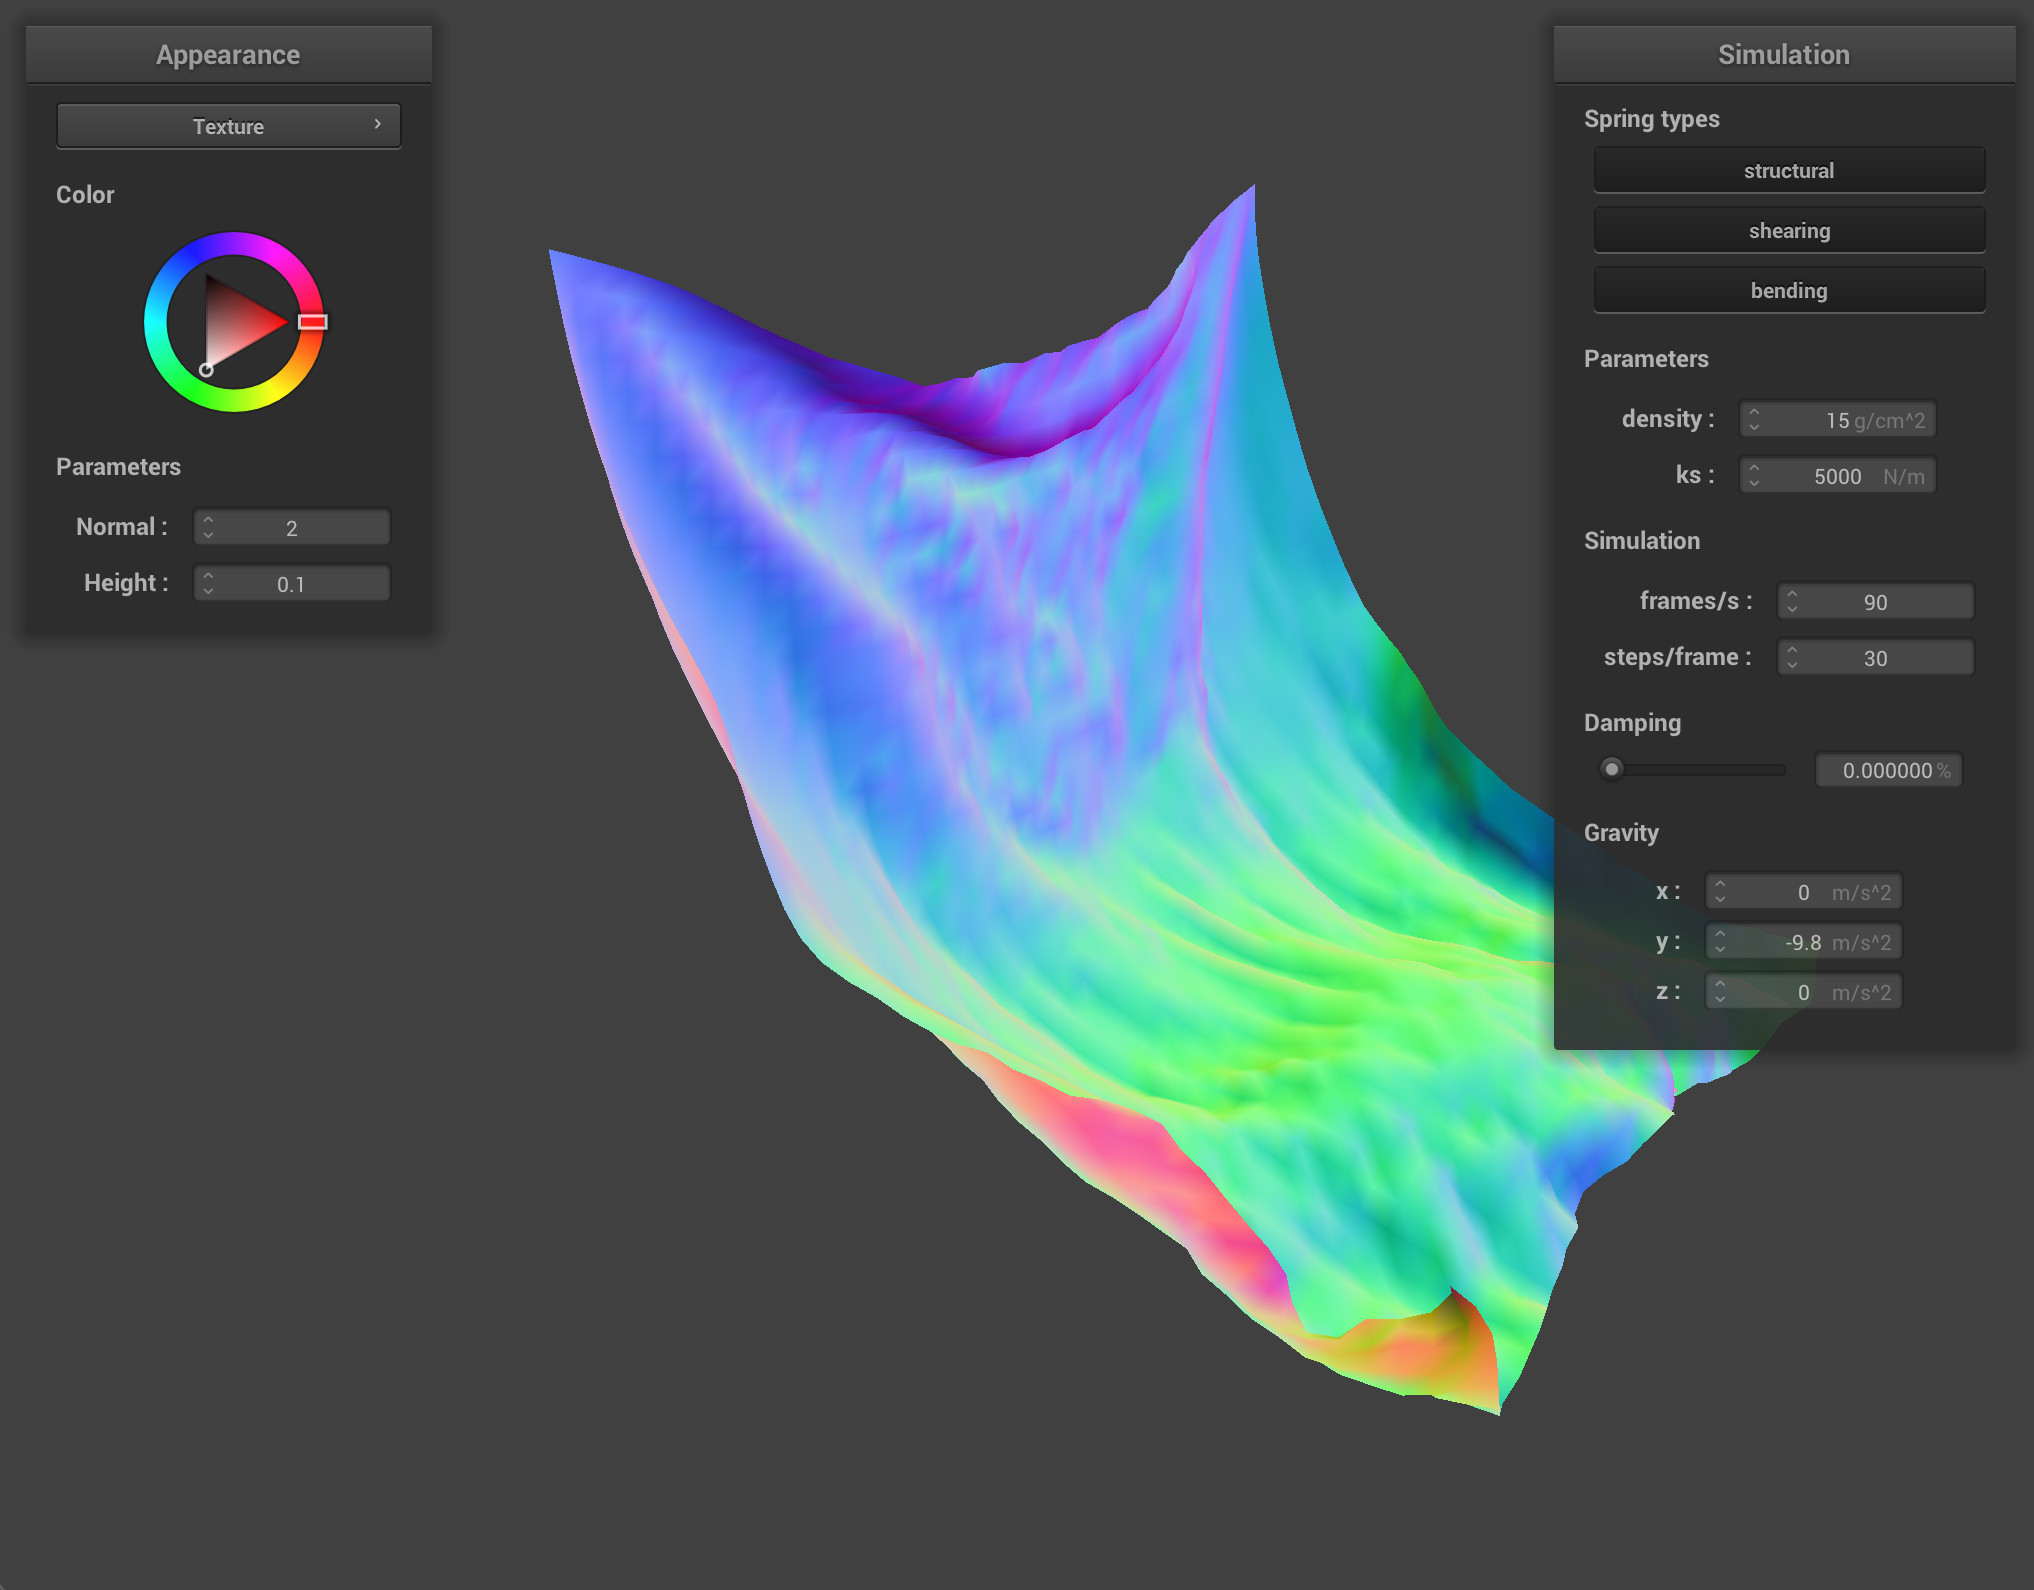 Appearance
Texture
Color
Parameters
Normal : 2
Height : 0.1
Simulation
Spring types
structural
shearing
bending
Parameters
density : 15 g/cm^2
ks : 5000 N/m
Simulation
frames/s : 90
steps/frame : 30
Damping
0.000000 %
Gravity
x : 0 m/s^2
y : -9.8 m/s^2
z : 0 m/s^2